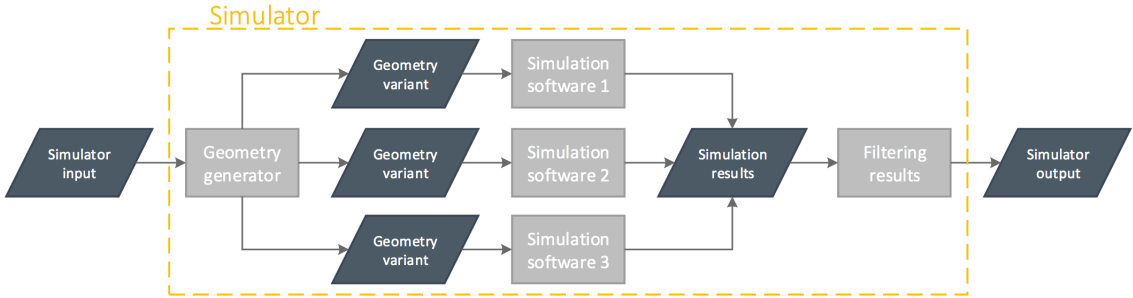 Simulator
Simulator
input
Geometry
generator
Geometry
variant
Simulation
software 1
Geometry
variant
Simulation
software 2
Geometry
variant
Simulation
software 3
Simulation
results
Filtering
results
Simulator
output